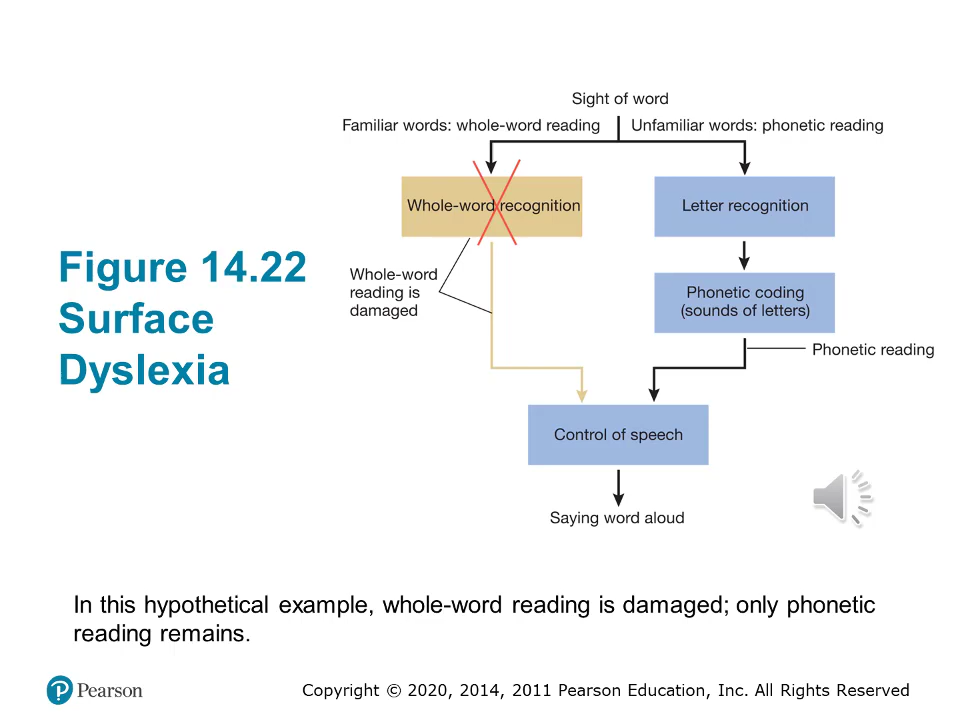 Figure 14.22
Surface
Dyslexia
Sight of word
Familiar words: whole-word reading
Unfamiliar words: phonetic reading
Whole-word recognition
Letter recognition
Whole-word
reading is
damaged
Phonetic coding
(sounds of letters)
Phonetic reading
Control of speech
Saying word aloud
In this hypothetical example, whole-word reading is damaged; only phonetic
reading remains.
Pearson
Copyright © 2020, 2014, 2011 Pearson Education, Inc. All Rights Reserved